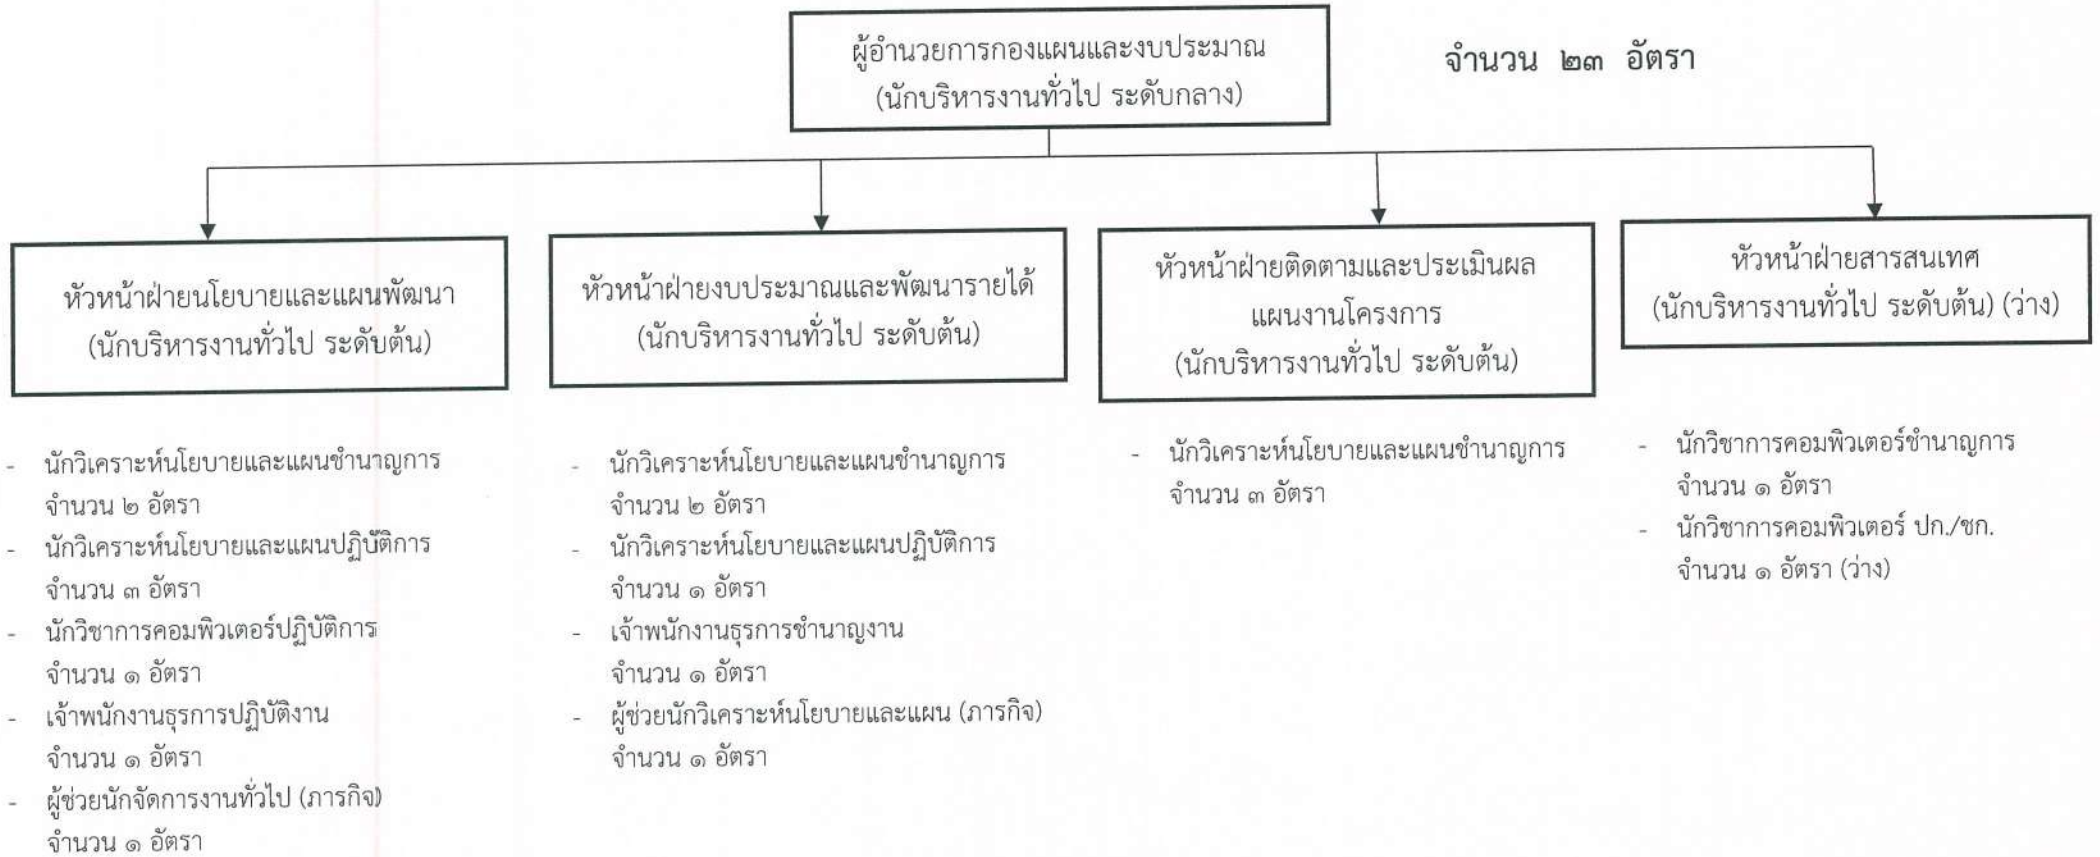 ผู้อำนวยการกองแผนและงบประมาณ
(นักบริหารงานทั่วไป ระดับกลาง)
จำนวน ๒๓ อัตรา
หัวหน้าฝ่ายนโยบายและแผนพัฒนา
(นักบริหารงานทั่วไป ระดับต้น)
หัวหน้าฝ่ายงบประมาณและพัฒนารายได้
(นักบริหารงานทั่วไป ระดับต้น)
หัวหน้าฝ่ายติดตามและประเมินผล
แผนงานโครงการ
(นักบริหารงานทั่วไป ระดับต้น)
หัวหน้าฝ่ายสารสนเทศ
(นักบริหารงานทั่วไป ระดับต้น) (ว่าง)
- นักวิเคราะห์นโยบายและแผนชำนาญการ
จำนวน ๒ อัตรา
- นักวิเคราะห์นโยบายและแผนปฏิบัติการ
จำนวน ๓ อัตรา
- นักวิชาการคอมพิวเตอร์ปฏิบัติการ
จำนวน ๑ อัตรา
- เจ้าพนักงานธุรการปฏิบัติงาน
จำนวน ๑ อัตรา
- ผู้ช่วยนักจัดการงานทั่วไป (ภารกิจ)
จำนวน ๑ อัตรา
- นักวิเคราะห์นโยบายและแผนชำนาญการ
จำนวน ๒ อัตรา
- นักวิเคราะห์นโยบายและแผนปฏิบัติการ
จำนวน ๑ อัตรา
- เจ้าพนักงานธุรการชำนาญงาน
จำนวน ๑ อัตรา
- ผู้ช่วยนักวิเคราะห์นโยบายและแผน (ภารกิจ)
จำนวน ๑ อัตรา
- นักวิเคราะห์นโยบายและแผนชำนาญการ
จำนวน ๓ อัตรา
- นักวิชาการคอมพิวเตอร์ชำนาญการ
จำนวน ๑ อัตรา
- นักวิชาการคอมพิวเตอร์ ปก./ชก.
จำนวน ๑ อัตรา (ว่าง)